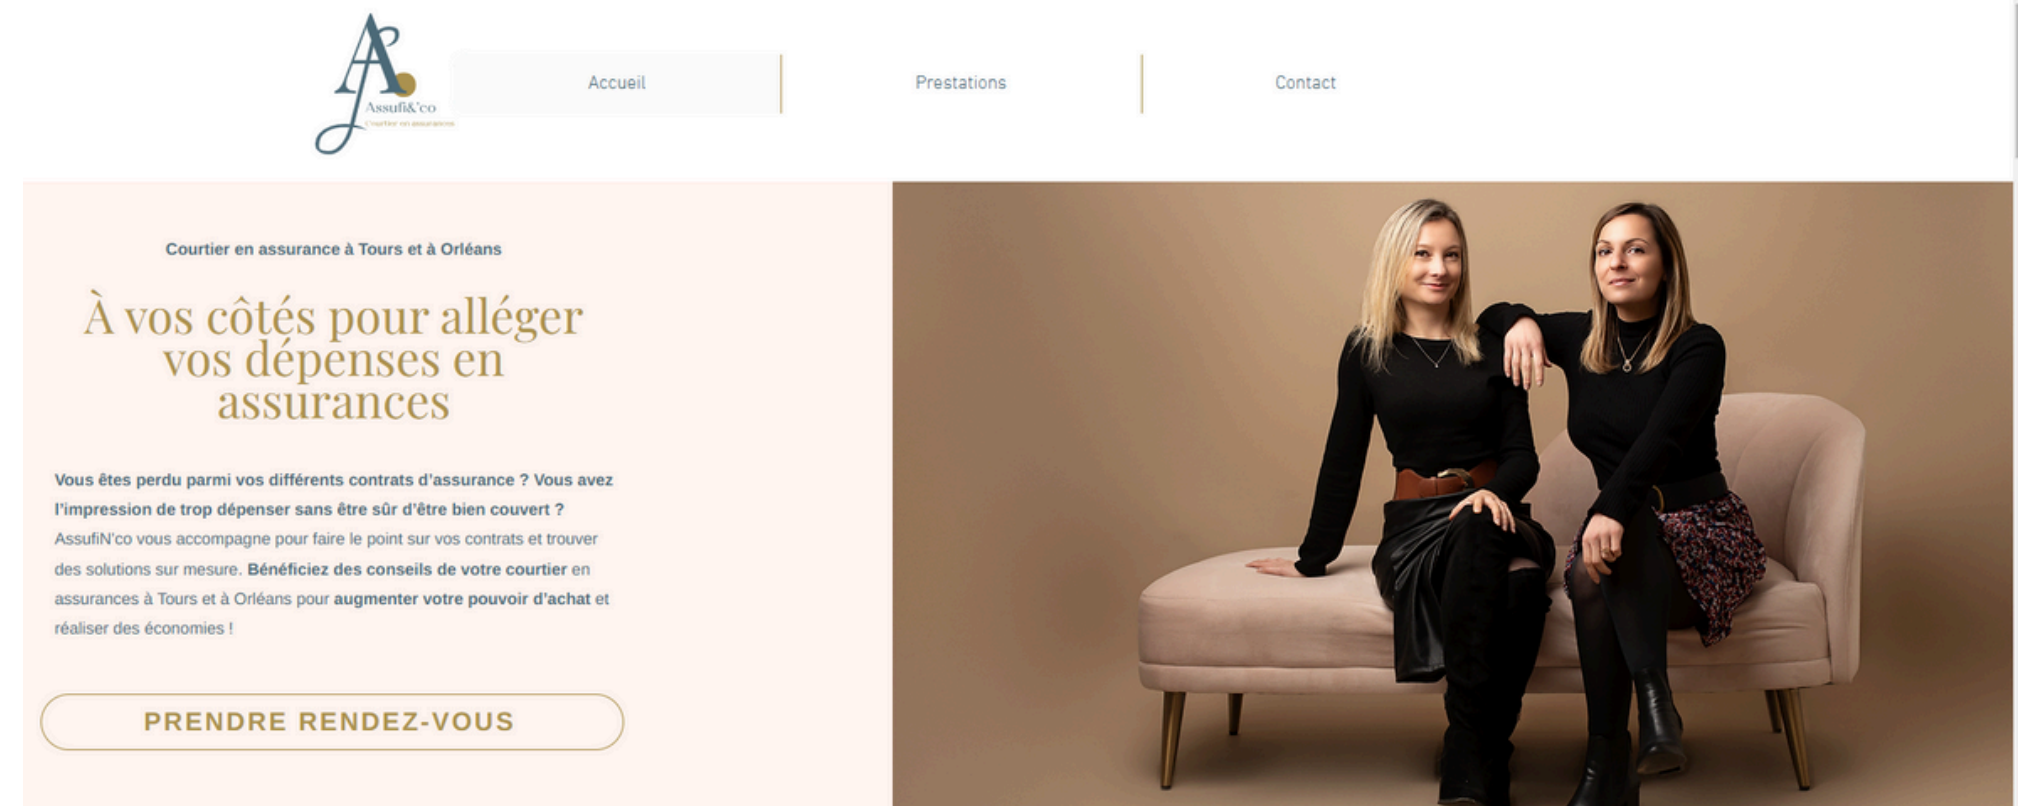 Assufi&'co
Courtier en assurances
Accueil
Prestations
Contact
Courtier en assurance à Tours et à Orléans
À vos côtés pour alléger
vos dépenses en
assurances
Vous êtes perdu parmi vos différents contrats d'assurance ? Vous avez
l'impression de trop dépenser sans être sûr d'être bien couvert ?
AssufiN'co vous accompagne pour faire le point sur vos contrats et trouver
des solutions sur mesure. Bénéficiez des conseils de votre courtier en
assurances à Tours et à Orléans pour augmenter votre pouvoir d'achat et
réaliser des économies !
PRENDRE RENDEZ-VOUS